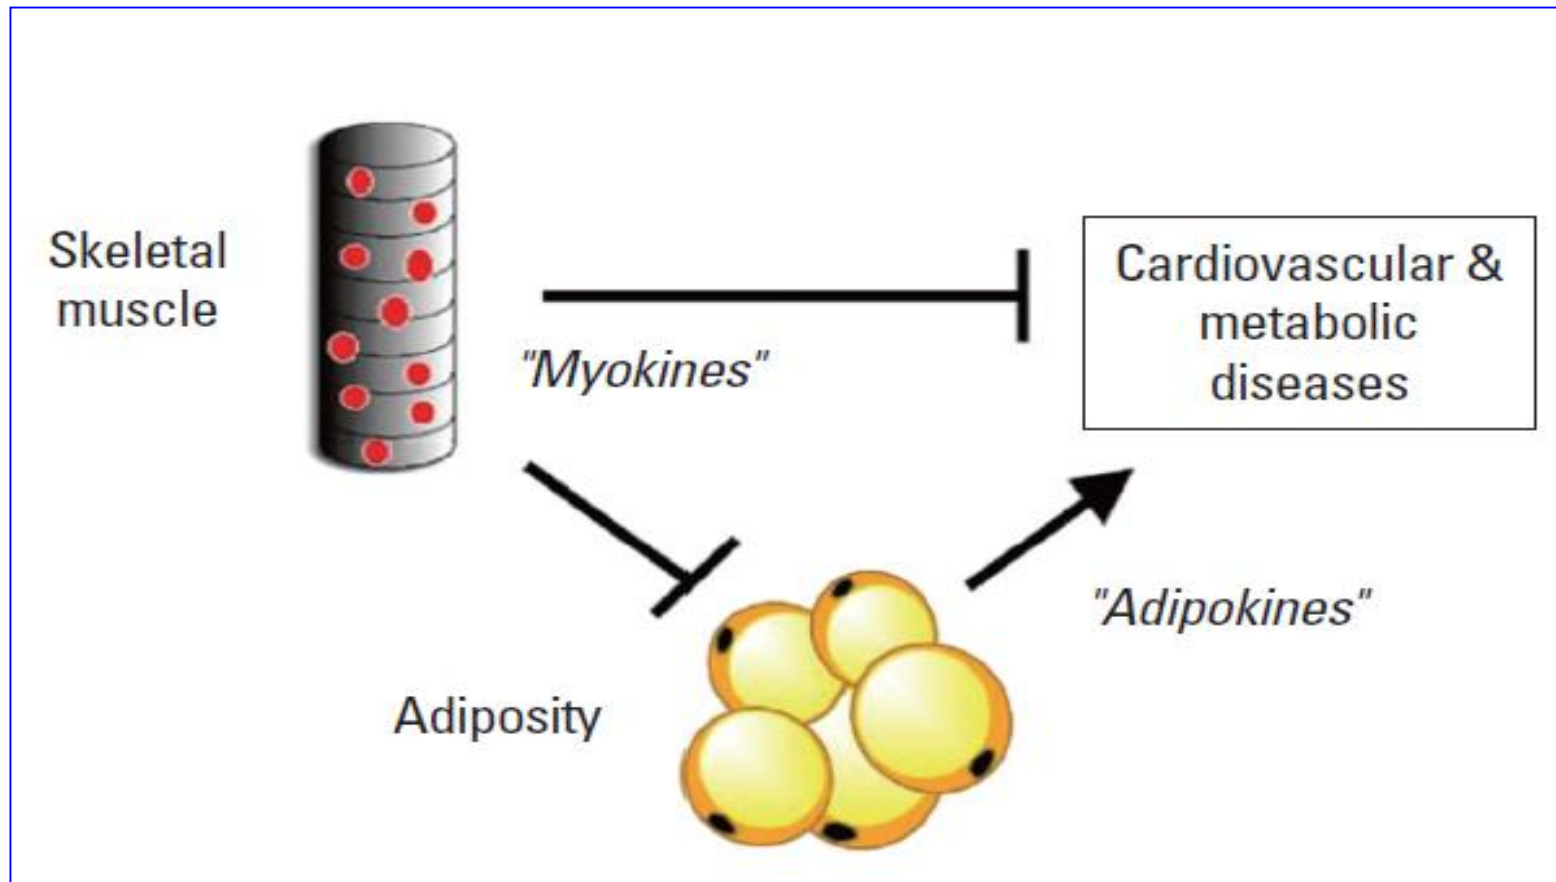 Skeletal
muscle
"Myokines"
Cardiovascular &
metabolic
diseases
"Adipokines"
Adiposity